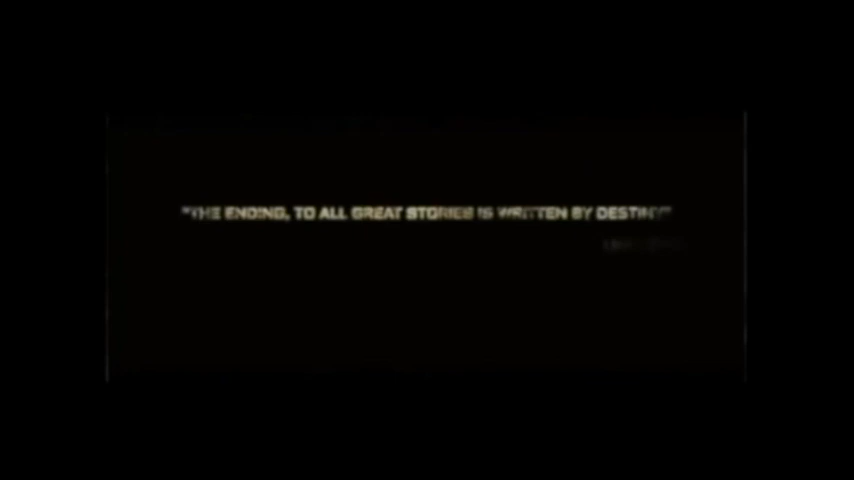 "THE ENDING, TO ALL GREAT STORIES IS WRITTEN BY DESTINY"